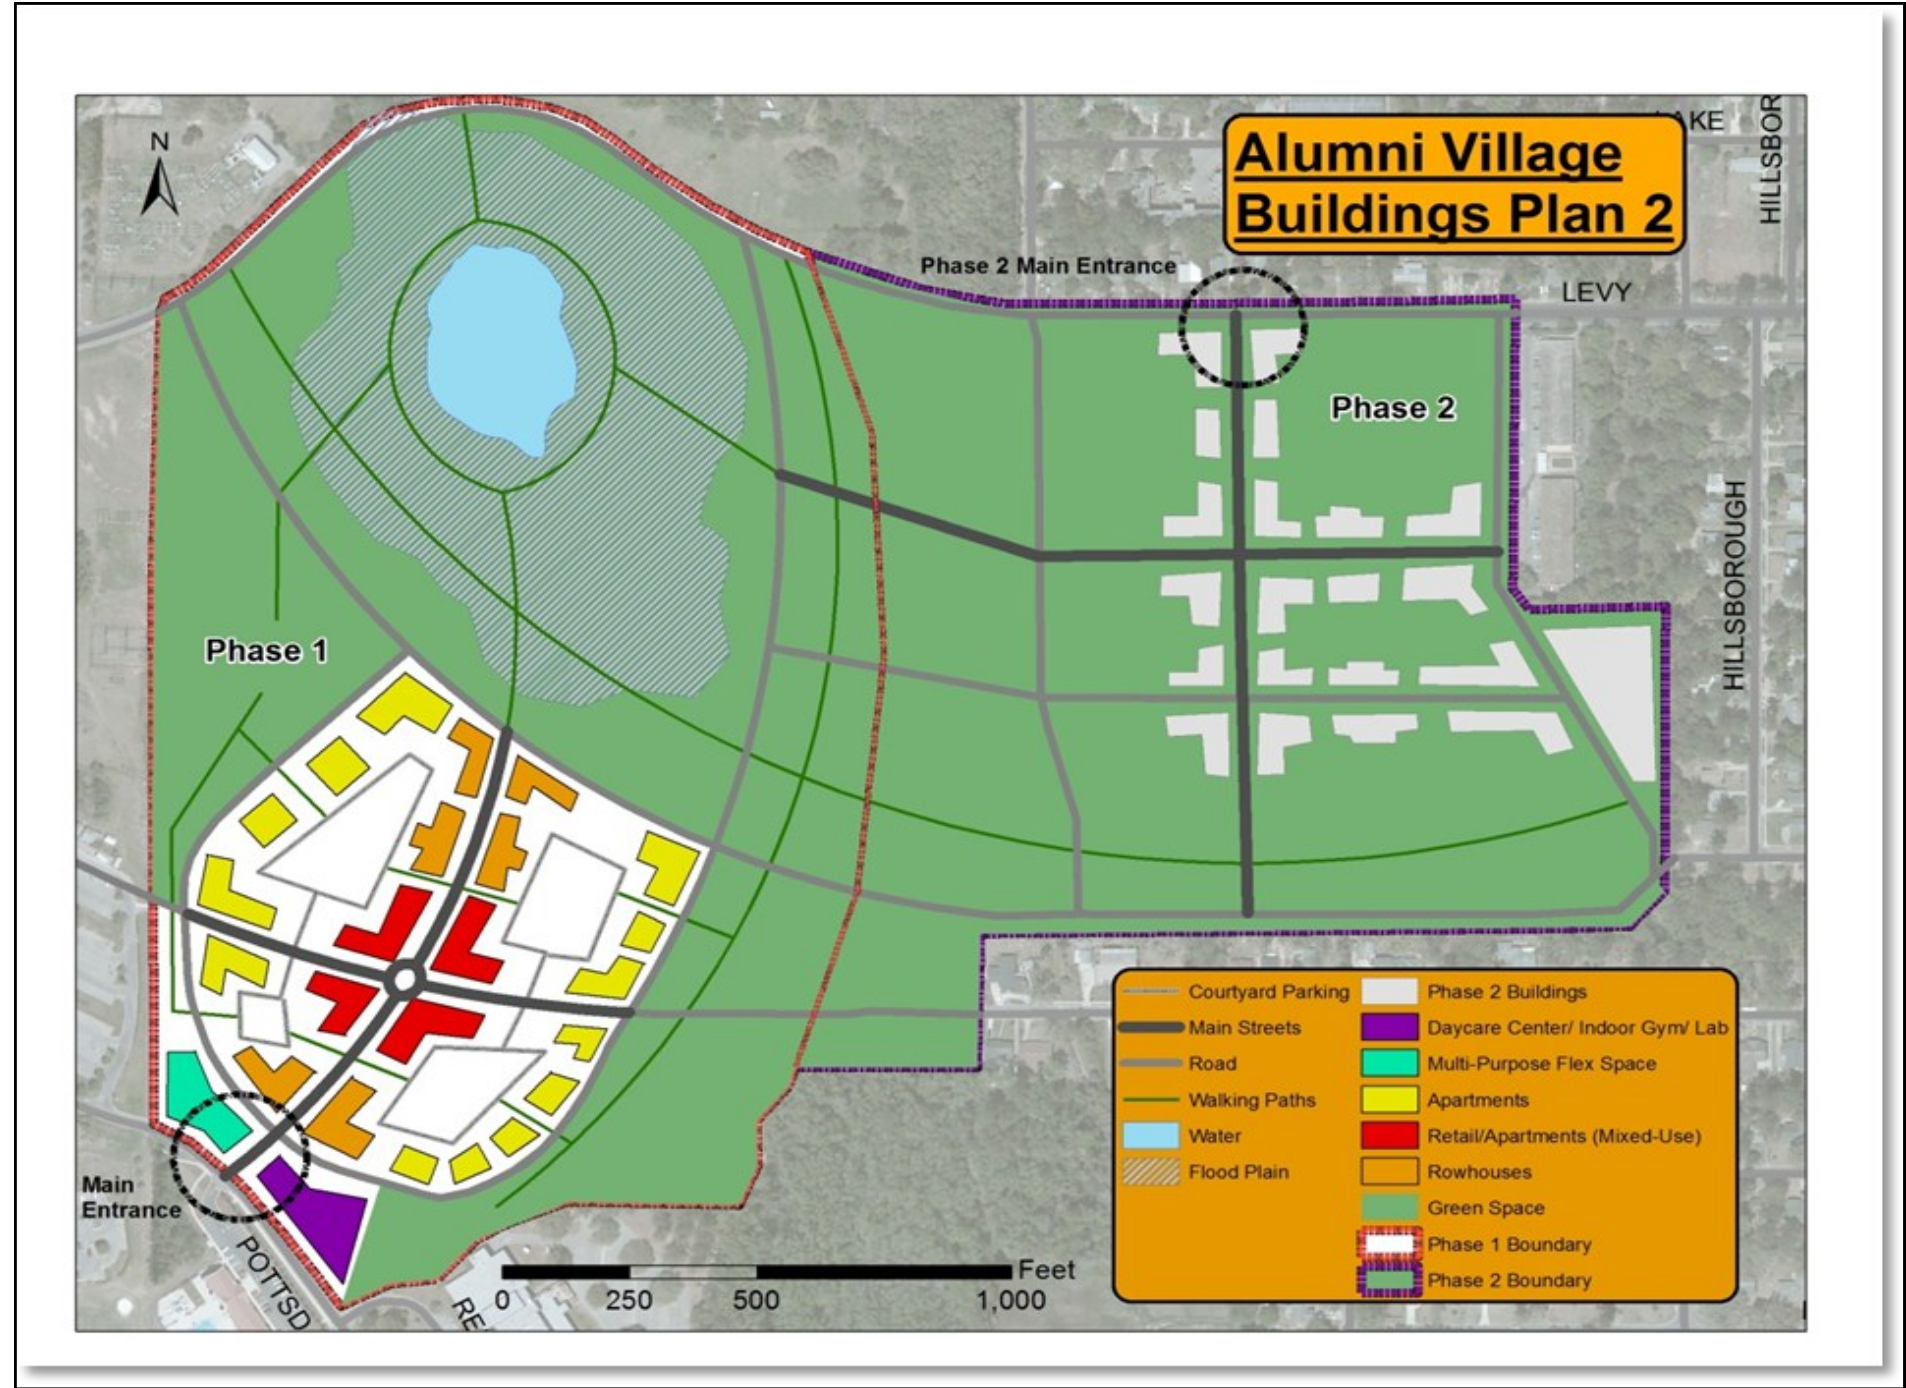 N
Alumni Village
Buildings Plan 2
HILLSBOR
Phase 2 Main Entrance
LEVY
Phase 2
HILLSBOROUGH
Phase 1
Main
Entrance
POTTSD
Feet
0 250 500 1,000
Courtyard Parking
Main Streets
Road
Walking Paths
Water
Flood Plain
Phase 2 Buildings
Daycare Center/ Indoor Gym/ Lab
Multi-Purpose Flex Space
Apartments
Retail/Apartments (Mixed-Use)
Rowhouses
Green Space
Phase 1 Boundary
Phase 2 Boundary